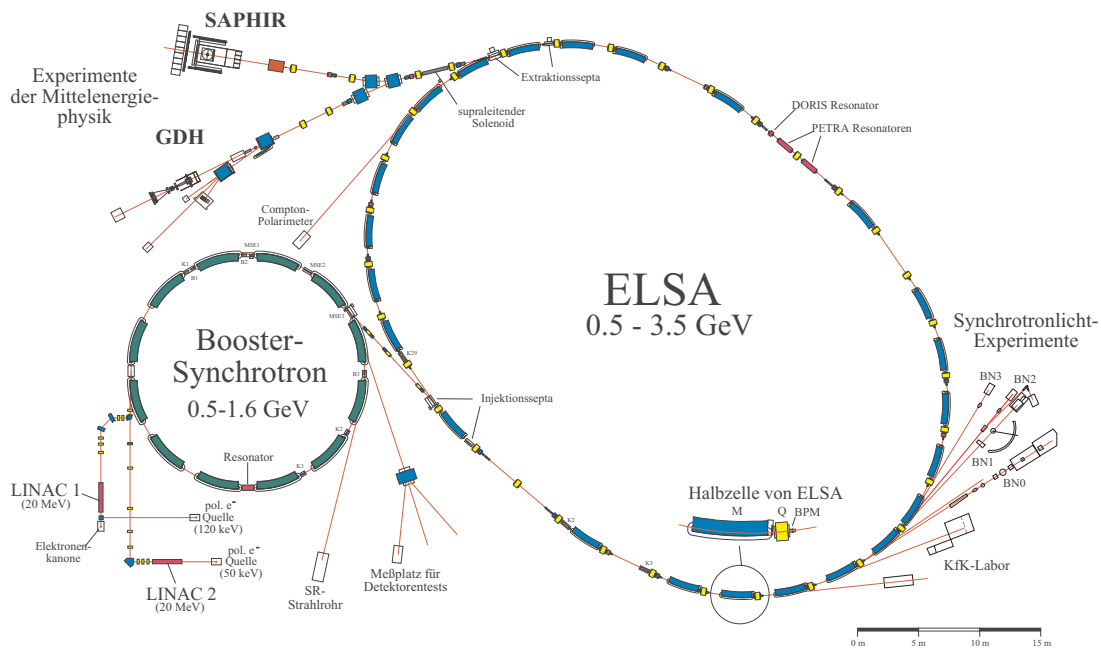 SAPHIR
Experimente
der Mittelenergie-
physik
GDH
Extraktionssepta
supraleitender
Solenoid
DORIS Resonator
PETRA Resonatoren
Compton-
Polarimeter
MSE1
K1
B1
B2
MSE2
MSE3
Booster-
Synchrotron
0.5-1.6 GeV
B3
K2
K3
Resonator
ELSA
0.5 - 3.5 GeV
K29
Injektionssepta
Synchrotronlicht-
Experimente
BN3
BN2
BN1
BN0
KfK-Labor
LINAC 1
(20 MeV)
Elektronen-
kanone
pol. e⁻
Quelle
(120 keV)
pol. e⁻
Quelle
(50 keV)
LINAC 2
(20 MeV)
SR-
Strahlrohr
Meßplatz für
Detektortests
K2
K3
Halbzelle von ELSA
M
Q
BPM
0 m
5 m
10 m
15 m